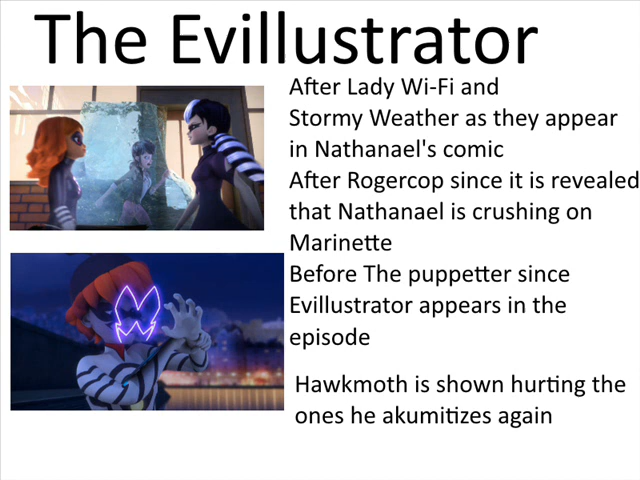 The Evillustrator
After Lady Wi-Fi and
Stormy Weather as they appear
in Nathanael's comic
After Rogercop since it is revealed
that Nathanael is crushing on
Marinette
Before The puppetter since
Evillustrator appears in the
episode
Hawkmoth is shown hurting the
ones he akumitizes again